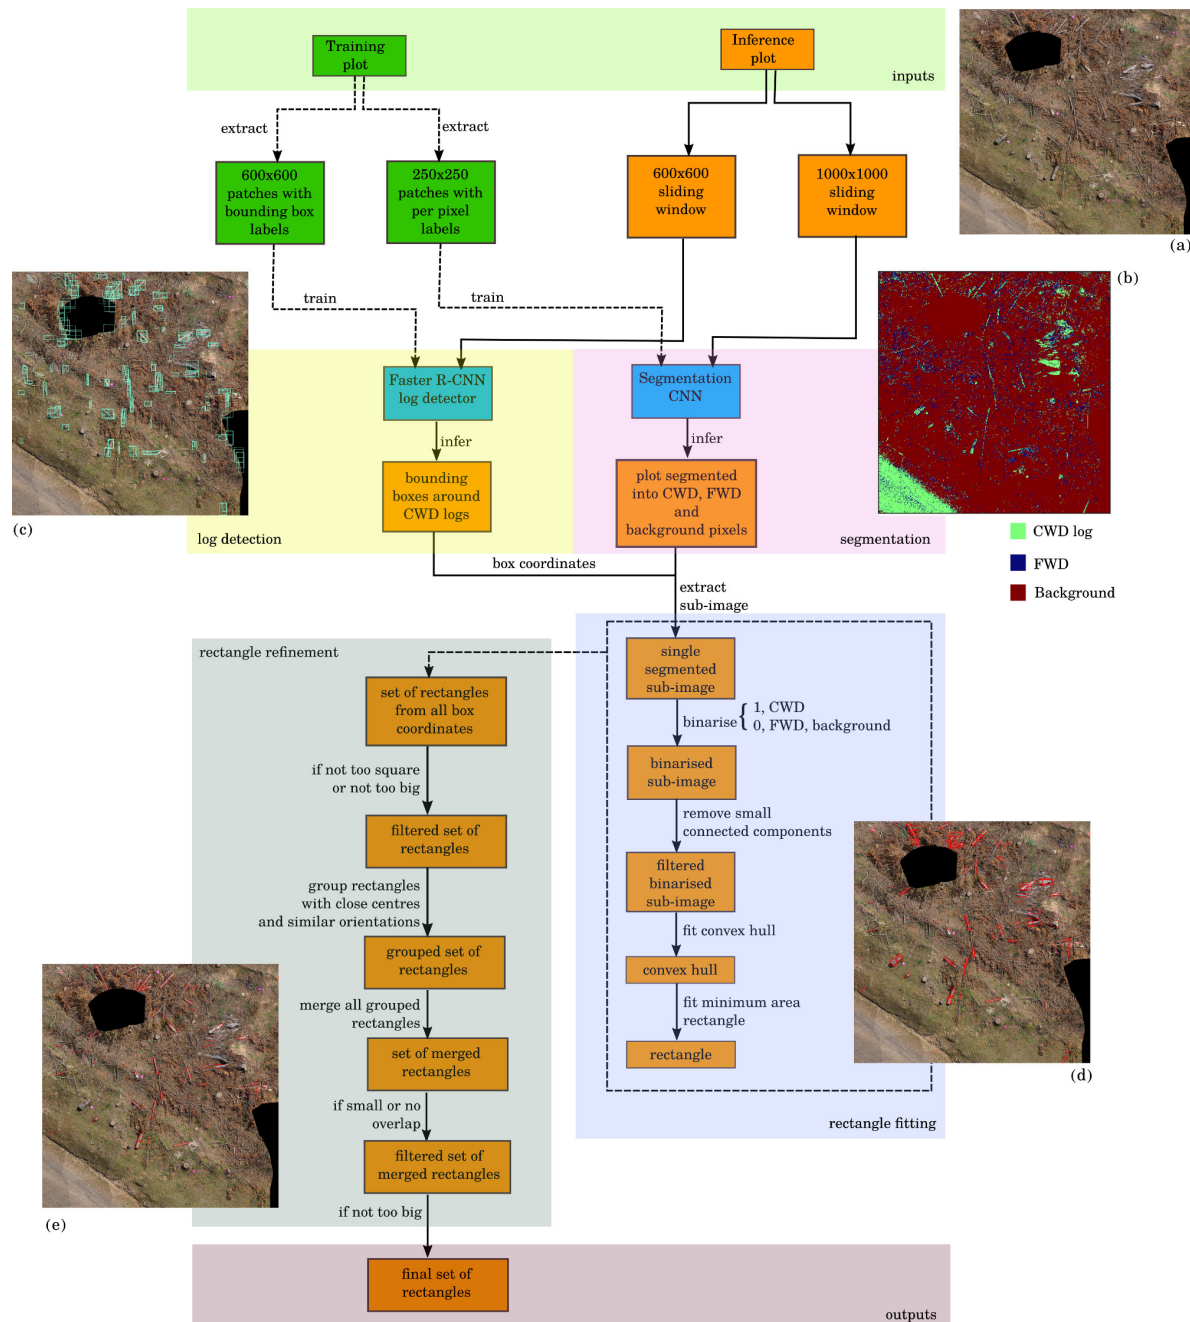 Training
plot
Inference
plot
inputs
extract
extract
600x600
patches with
bounding box
labels
250x250
patches with
per pixel
labels
600x600
sliding
window
1000x1000
sliding
window
(a)
(b)
train
train
Faster R-CNN
log detector
Segmentation
CNN
infer
infer
bounding
boxes around
CWD logs
plot segmented
into CWD, FWD
and
background pixels
(c)
log detection
segmentation
CWD log
FWD
Background
box coordinates
extract
sub-image
rectangle refinement
single
segmented
sub-image
set of rectangles
from all box
coordinates
binarise { 1, CWD
0, FWD, background
if not too square
or not too big
binarised
sub-image
remove small
connected components
filtered set of
rectangles
filtered
binarised
sub-image
group rectangles
with close centres
and similar orientations
fit convex hull
grouped set of
rectangles
convex hull
merge all grouped
rectangles
fit minimum area
rectangle
set of merged
rectangles
rectangle
(d)
if small or no
overlap
rectangle fitting
filtered set of
merged rectangles
if not too big
(e)
final set of
rectangles
outputs